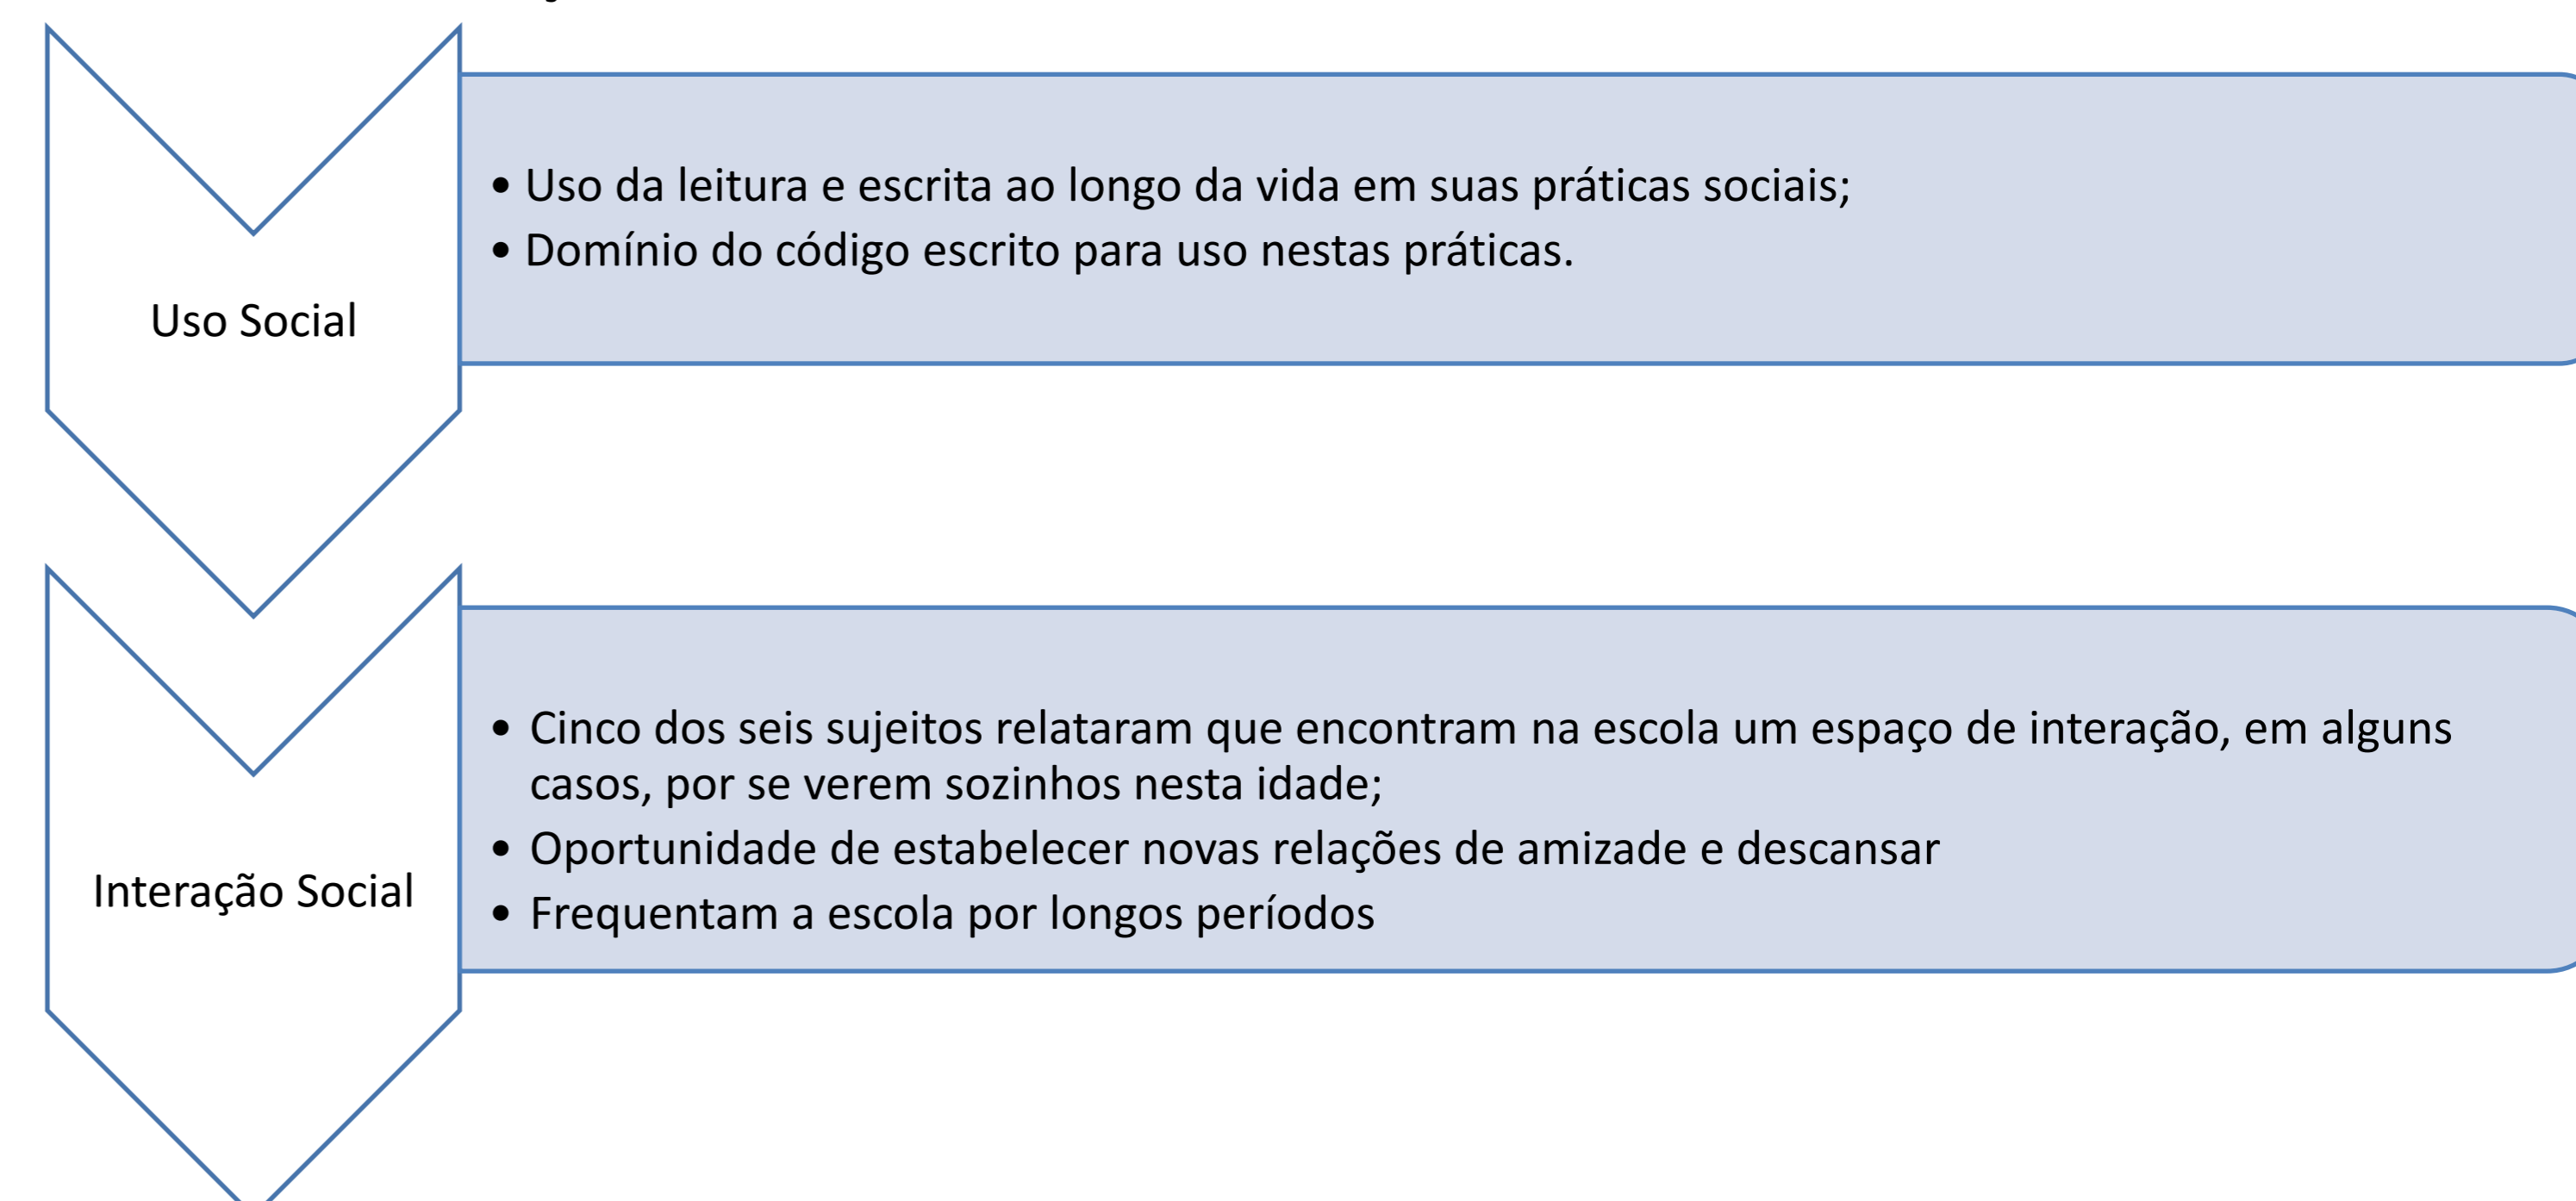 Uso Social
• Uso da leitura e escrita ao longo da vida em suas práticas sociais;
• Domínio do código escrito para uso nestas práticas.
Interação Social
• Cinco dos seis sujeitos relataram que encontram na escola um espaço de interação, em alguns
casos, por se verem sozinhos nesta idade;
• Oportunidade de estabelecer novas relações de amizade e descansar
• Frequentam a escola por longos períodos